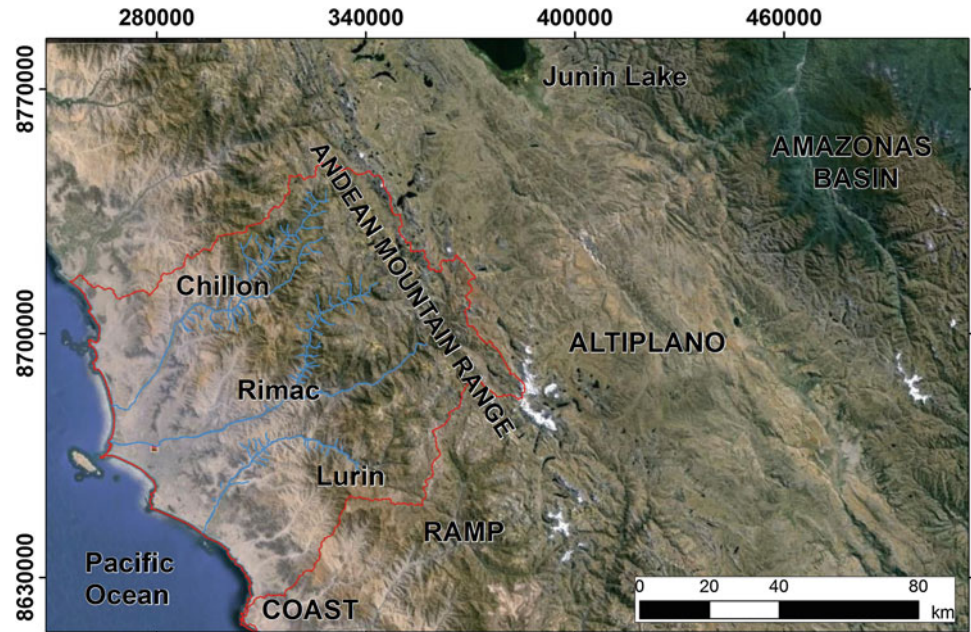 280000 340000 400000 460000
8770000
8700000
8630000
Junin Lake
AMAZONAS
BASIN
ANDEAN MOUNTAIN RANGE
Chillon
ALTIPLANO
Rimac
Lurin
RAMP
Pacific
Ocean
COAST
0 20 40 80
km